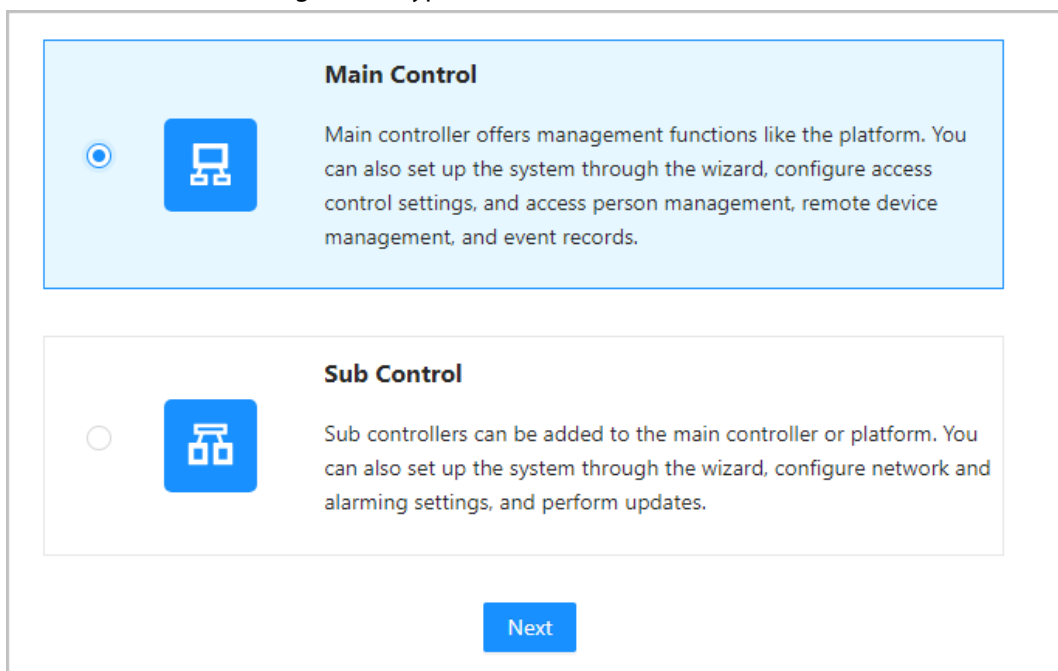 Main Control
Main controller offers management functions like the platform. You
can also set up the system through the wizard, configure access
control settings, and access person management, remote device
management, and event records.
Sub Control
Sub controllers can be added to the main controller or platform. You
can also set up the system through the wizard, configure network and
alarming settings, and perform updates.
Next